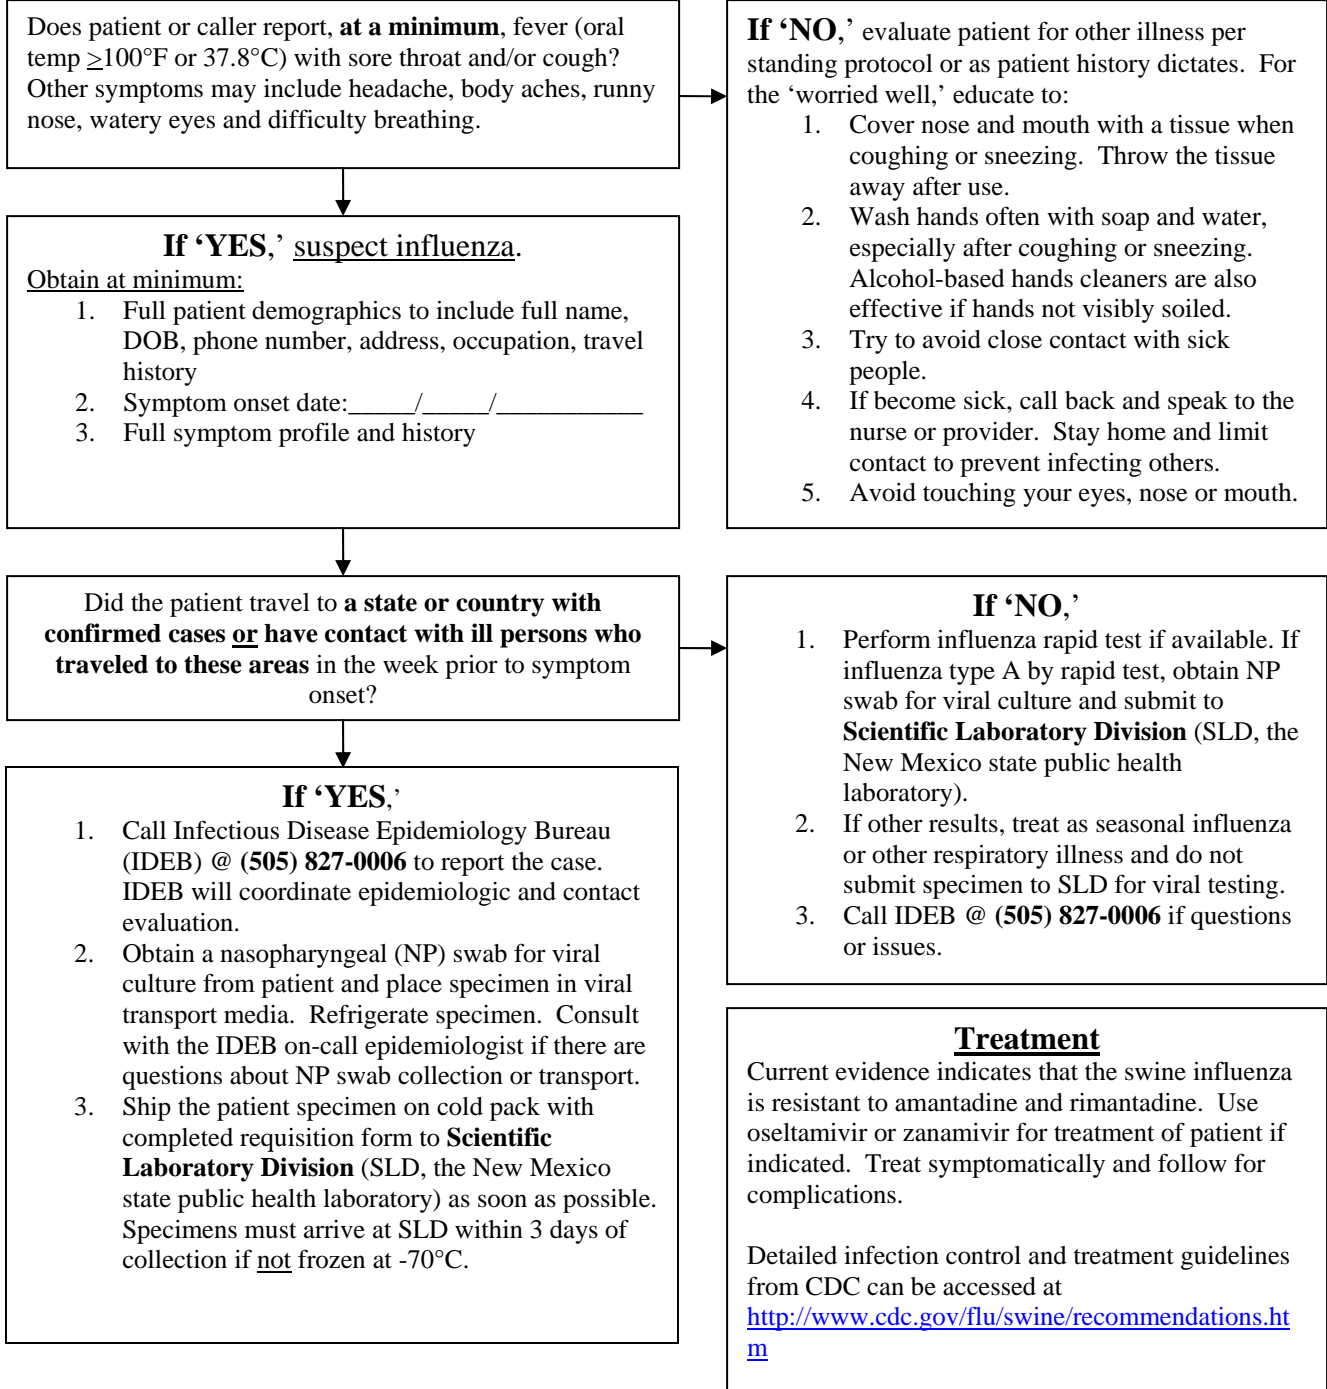 Does patient or caller report, at a minimum, fever (oral
temp >100°F or 37.8°C) with sore throat and/or cough?
Other symptoms may include headache, body aches, runny
nose, watery eyes and difficulty breathing.
If ‘NO,’ evaluate patient for other illness per
standing protocol or as patient history dictates.  For
the ‘worried well,’ educate to:
1. Cover nose and mouth with a tissue when
coughing or sneezing.  Throw the tissue
away after use.
2. Wash hands often with soap and water,
especially after coughing or sneezing.
Alcohol-based hands cleaners are also
effective if hands not visibly soiled.
3. Try to avoid close contact with sick
people.
4. If become sick, call back and speak to the
nurse or provider.  Stay home and limit
contact to prevent infecting others.
5. Avoid touching your eyes, nose or mouth.
If ‘YES,’ suspect influenza.
Obtain at minimum:
1. Full patient demographics to include full name,
DOB, phone number, address, occupation, travel
history
2. Symptom onset date:_____/_____/___________
3. Full symptom profile and history
Did the patient travel to a state or country with
confirmed cases or have contact with ill persons who
traveled to these areas in the week prior to symptom
onset?
If ‘NO,’
1. Perform influenza rapid test if available. If
influenza type A by rapid test, obtain NP
swab for viral culture and submit to
Scientific Laboratory Division (SLD, the
New Mexico state public health
laboratory).
2. If other results, treat as seasonal influenza
or other respiratory illness and do not
submit specimen to SLD for viral testing.
3. Call IDEB @ (505) 827-0006 if questions
or issues.
If ‘YES,’
1. Call Infectious Disease Epidemiology Bureau
(IDEB) @ (505) 827-0006 to report the case.
IDEB will coordinate epidemiologic and contact
evaluation.
2. Obtain a nasopharyngeal (NP) swab for viral
culture from patient and place specimen in viral
transport media.  Refrigerate specimen.  Consult
with the IDEB on-call epidemiologist if there are
questions about NP swab collection or transport.
3. Ship the patient specimen on cold pack with
completed requisition form to Scientific
Laboratory Division (SLD, the New Mexico
state public health laboratory) as soon as possible.
Specimens must arrive at SLD within 3 days of
collection if not frozen at -70°C.
Treatment
Current evidence indicates that the swine influenza
is resistant to amantadine and rimantadine.  Use
oseltamivir or zanamivir for treatment of patient if
indicated.  Treat symptomatically and follow for
complications.
Detailed infection control and treatment guidelines
from CDC can be accessed at
http://www.cdc.gov/flu/swine/recommendations.ht
m